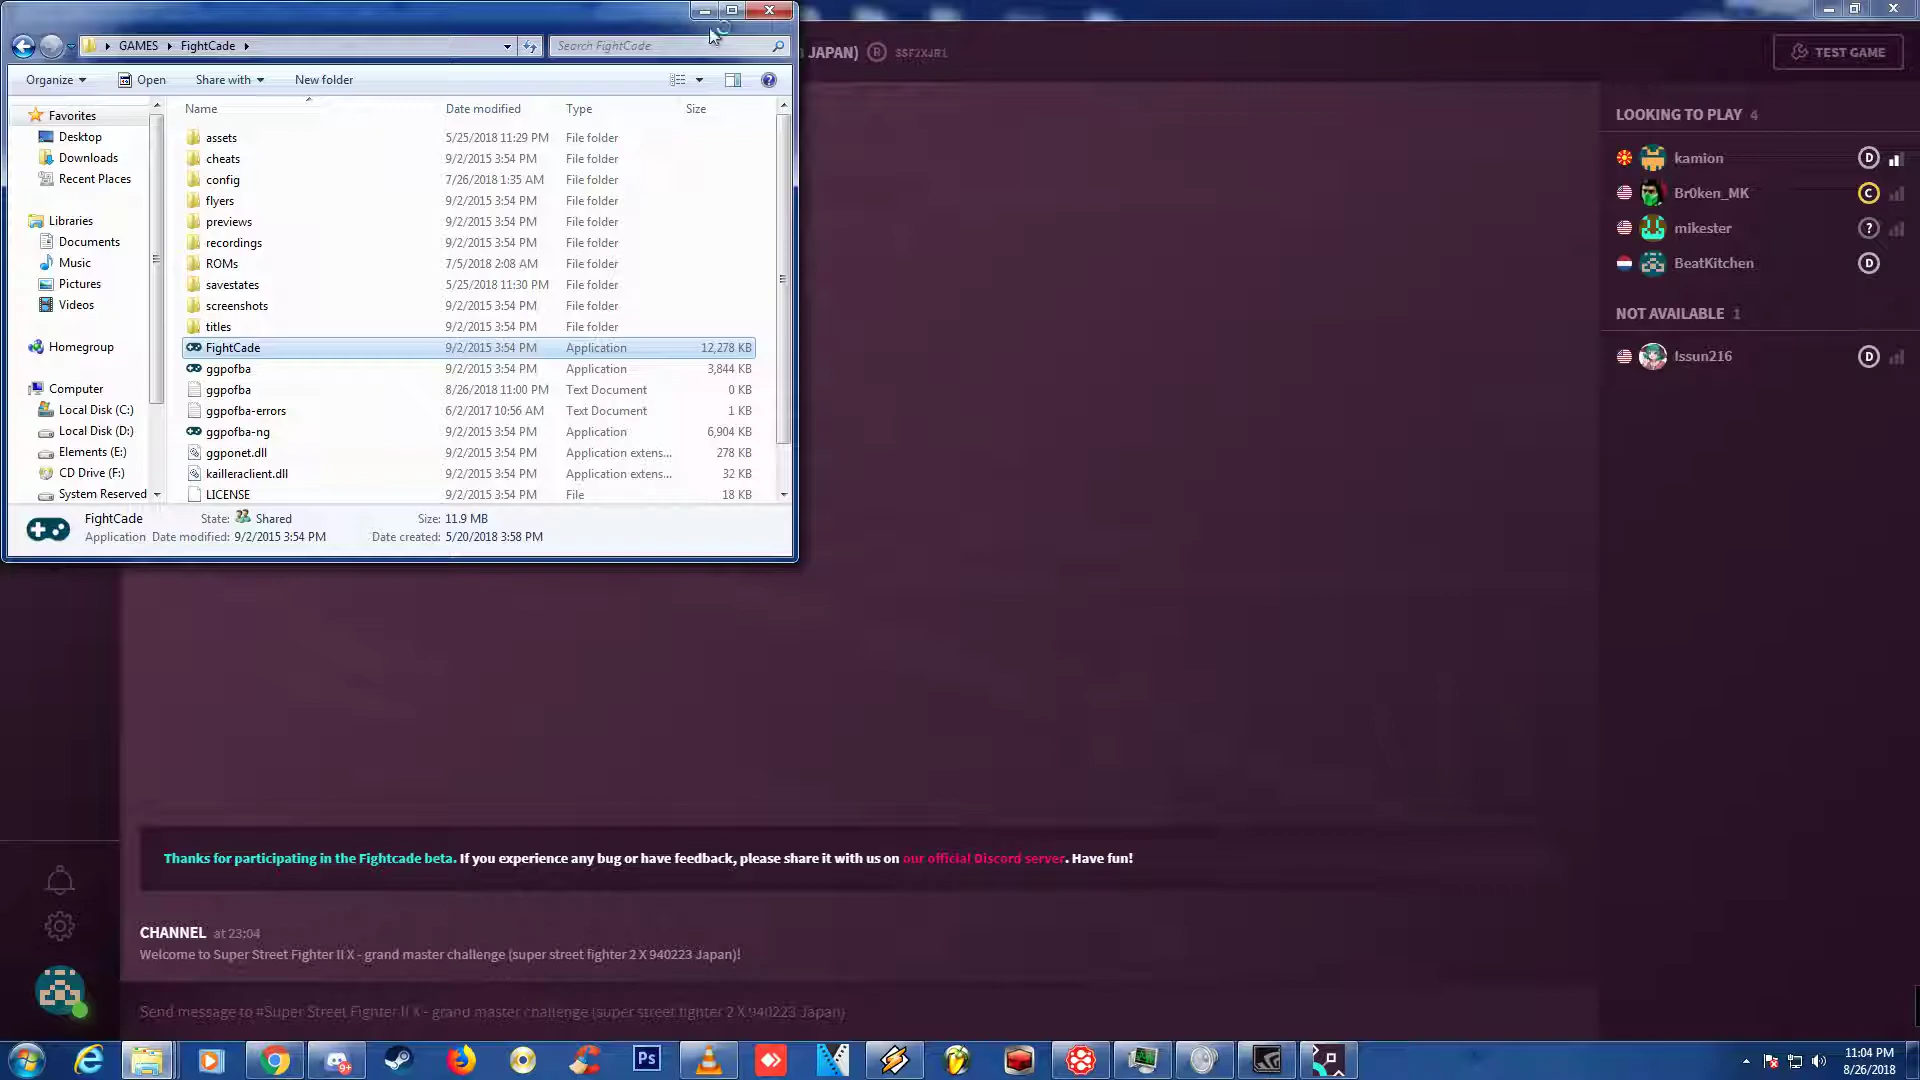 GAMES FightCade
Search FightCade
Organize Open Share with New folder
Name Date modified Type Size
Favorites
Desktop
Downloads
Recent Places
Libraries
Documents
Music
Pictures
Videos
Homegroup
Computer
Local Disk (C:)
Local Disk (D:)
Elements (E:)
CD Drive (F:)
System Reserved
assets 5/25/2018 11:29 PM File folder
cheats 9/2/2015 3:54 PM File folder
config 7/26/2018 1:35 AM File folder
flyers 9/2/2015 3:54 PM File folder
previews 9/2/2015 3:54 PM File folder
recordings 9/2/2015 3:54 PM File folder
ROMs 7/5/2018 2:08 AM File folder
savestates 5/25/2018 11:30 PM File folder
screenshots 9/2/2015 3:54 PM File folder
titles 9/2/2015 3:54 PM File folder
FightCade 9/2/2015 3:54 PM Application 12,278 KB
ggpofba 9/2/2015 3:54 PM Application 3,844 KB
ggpofba 8/26/2018 11:00 PM Text Document 0 KB
ggpofba-errors 6/2/2017 10:56 AM Text Document 1 KB
ggpofba-ng 9/2/2015 3:54 PM Application 6,904 KB
ggponet.dll 9/2/2015 3:54 PM Application extens... 278 KB
kailleraclient.dll 9/2/2015 3:54 PM Application extens... 32 KB
LICENSE 9/2/2015 3:54 PM File 18 KB
FightCade State: Shared Size: 11.9 MB
Application Date modified: 9/2/2015 3:54 PM Date created: 5/20/2018 3:58 PM
JAPAN) R SSF2XJR1
TEST GAME
LOOKING TO PLAY 4
kamion D
Br0ken_MK C
mikester ?
BeatKitchen D
NOT AVAILABLE 1
Issun216 D
Thanks for participating in the Fightcade beta. If you experience any bug or have feedback, please share it with us on our official Discord server. Have fun!
CHANNEL at 23:04
Welcome to Super Street Fighter II X - grand master challenge (super street fighter 2 X 940223 Japan)!
Send message to #Super Street Fighter II X - grand master challenge (super street fighter 2 X 940223 Japan)
9+
Ps
11:04 PM
8/26/2018